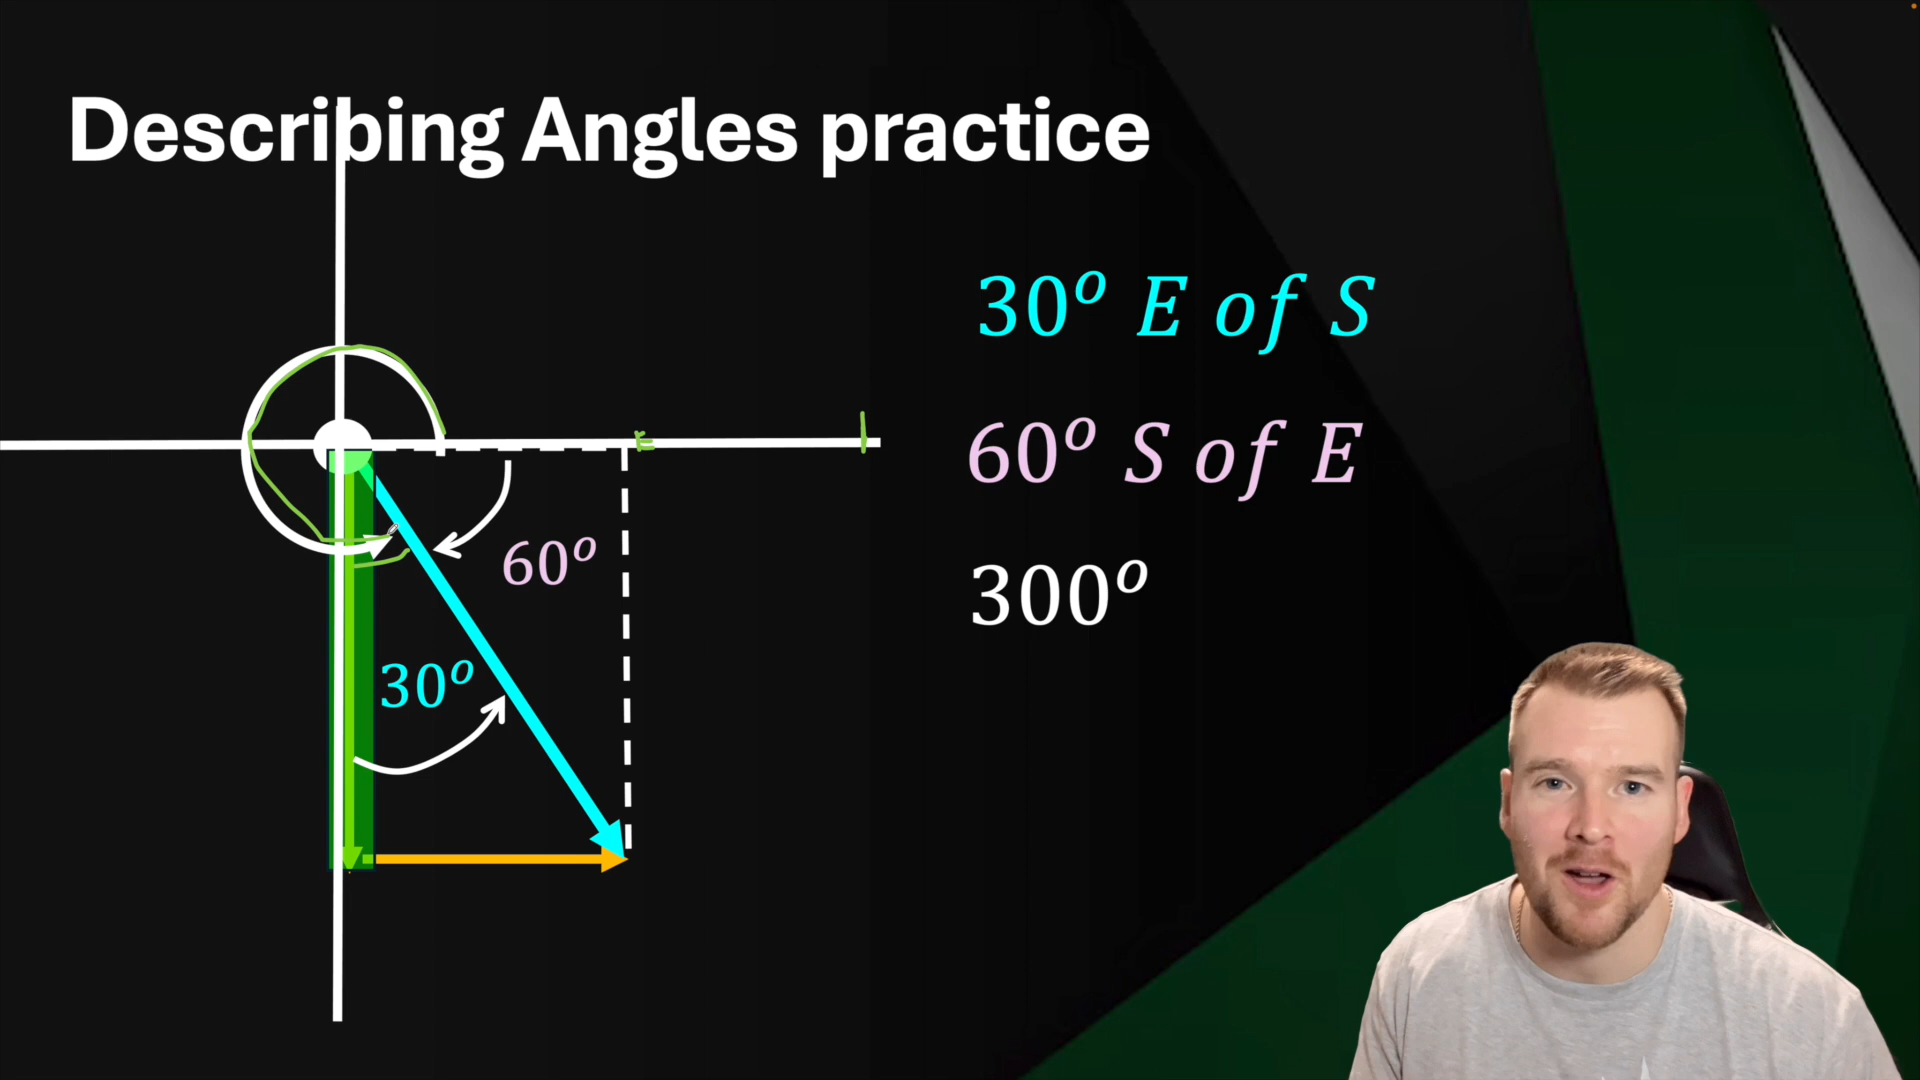 Describing Angles practice
30° E of S
60° S of E
E
60°
300°
30°